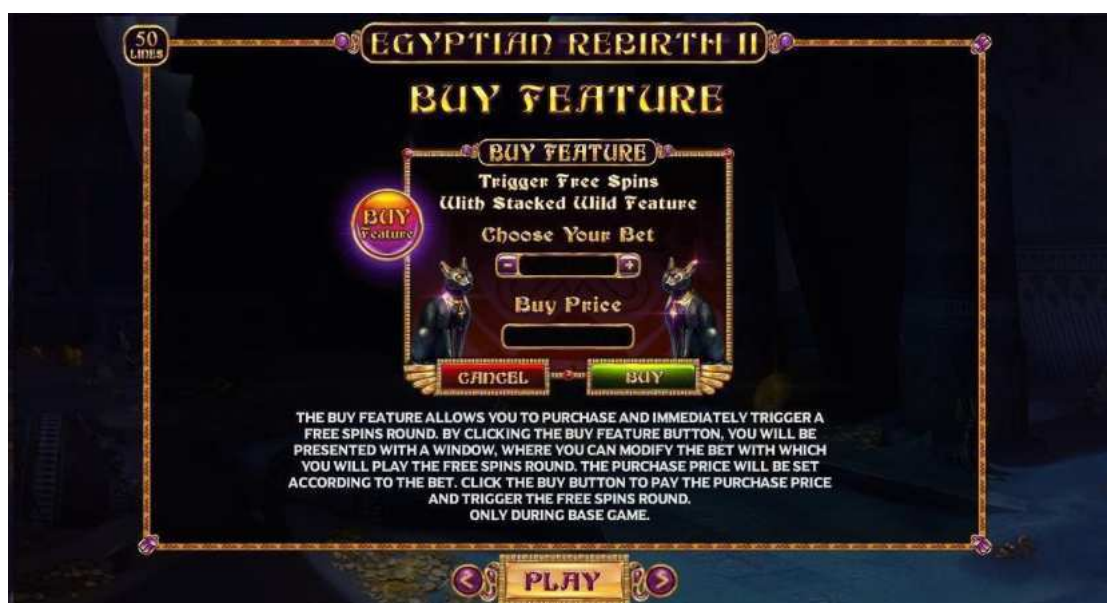 50
LINES
EGYPTIAN REBIRTH II
BUY FEATURE
BUY FEATURE
Trigger Free Spins
With Stacked Wild Feature
BUY
Feature
Choose Your Bet
- +
Buy Price
CANCEL BUY
THE BUY FEATURE ALLOWS YOU TO PURCHASE AND IMMEDIATELY TRIGGER A
FREE SPINS ROUND. BY CLICKING THE BUY FEATURE BUTTON, YOU WILL BE
PRESENTED WITH A WINDOW, WHERE YOU CAN MODIFY THE BET WITH WHICH
YOU WILL PLAY THE FREE SPINS ROUND. THE PURCHASE PRICE WILL BE SET
ACCORDING TO THE BET. CLICK THE BUY BUTTON TO PAY THE PURCHASE PRICE
AND TRIGGER THE FREE SPINS ROUND.
ONLY DURING BASE GAME.
< PLAY >